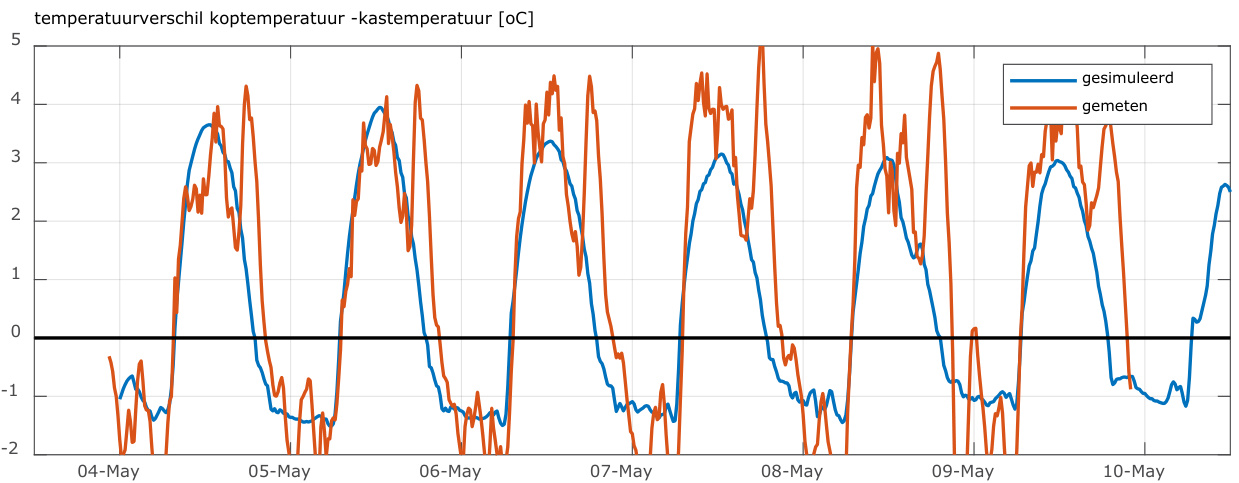 temperatuurverschil koptemperatuur -kastemperatuur [oC]
5
4
3
2
1
0
-1
-2
gesimuleerd
gemeten
04-May 05-May 06-May 07-May 08-May 09-May 10-May